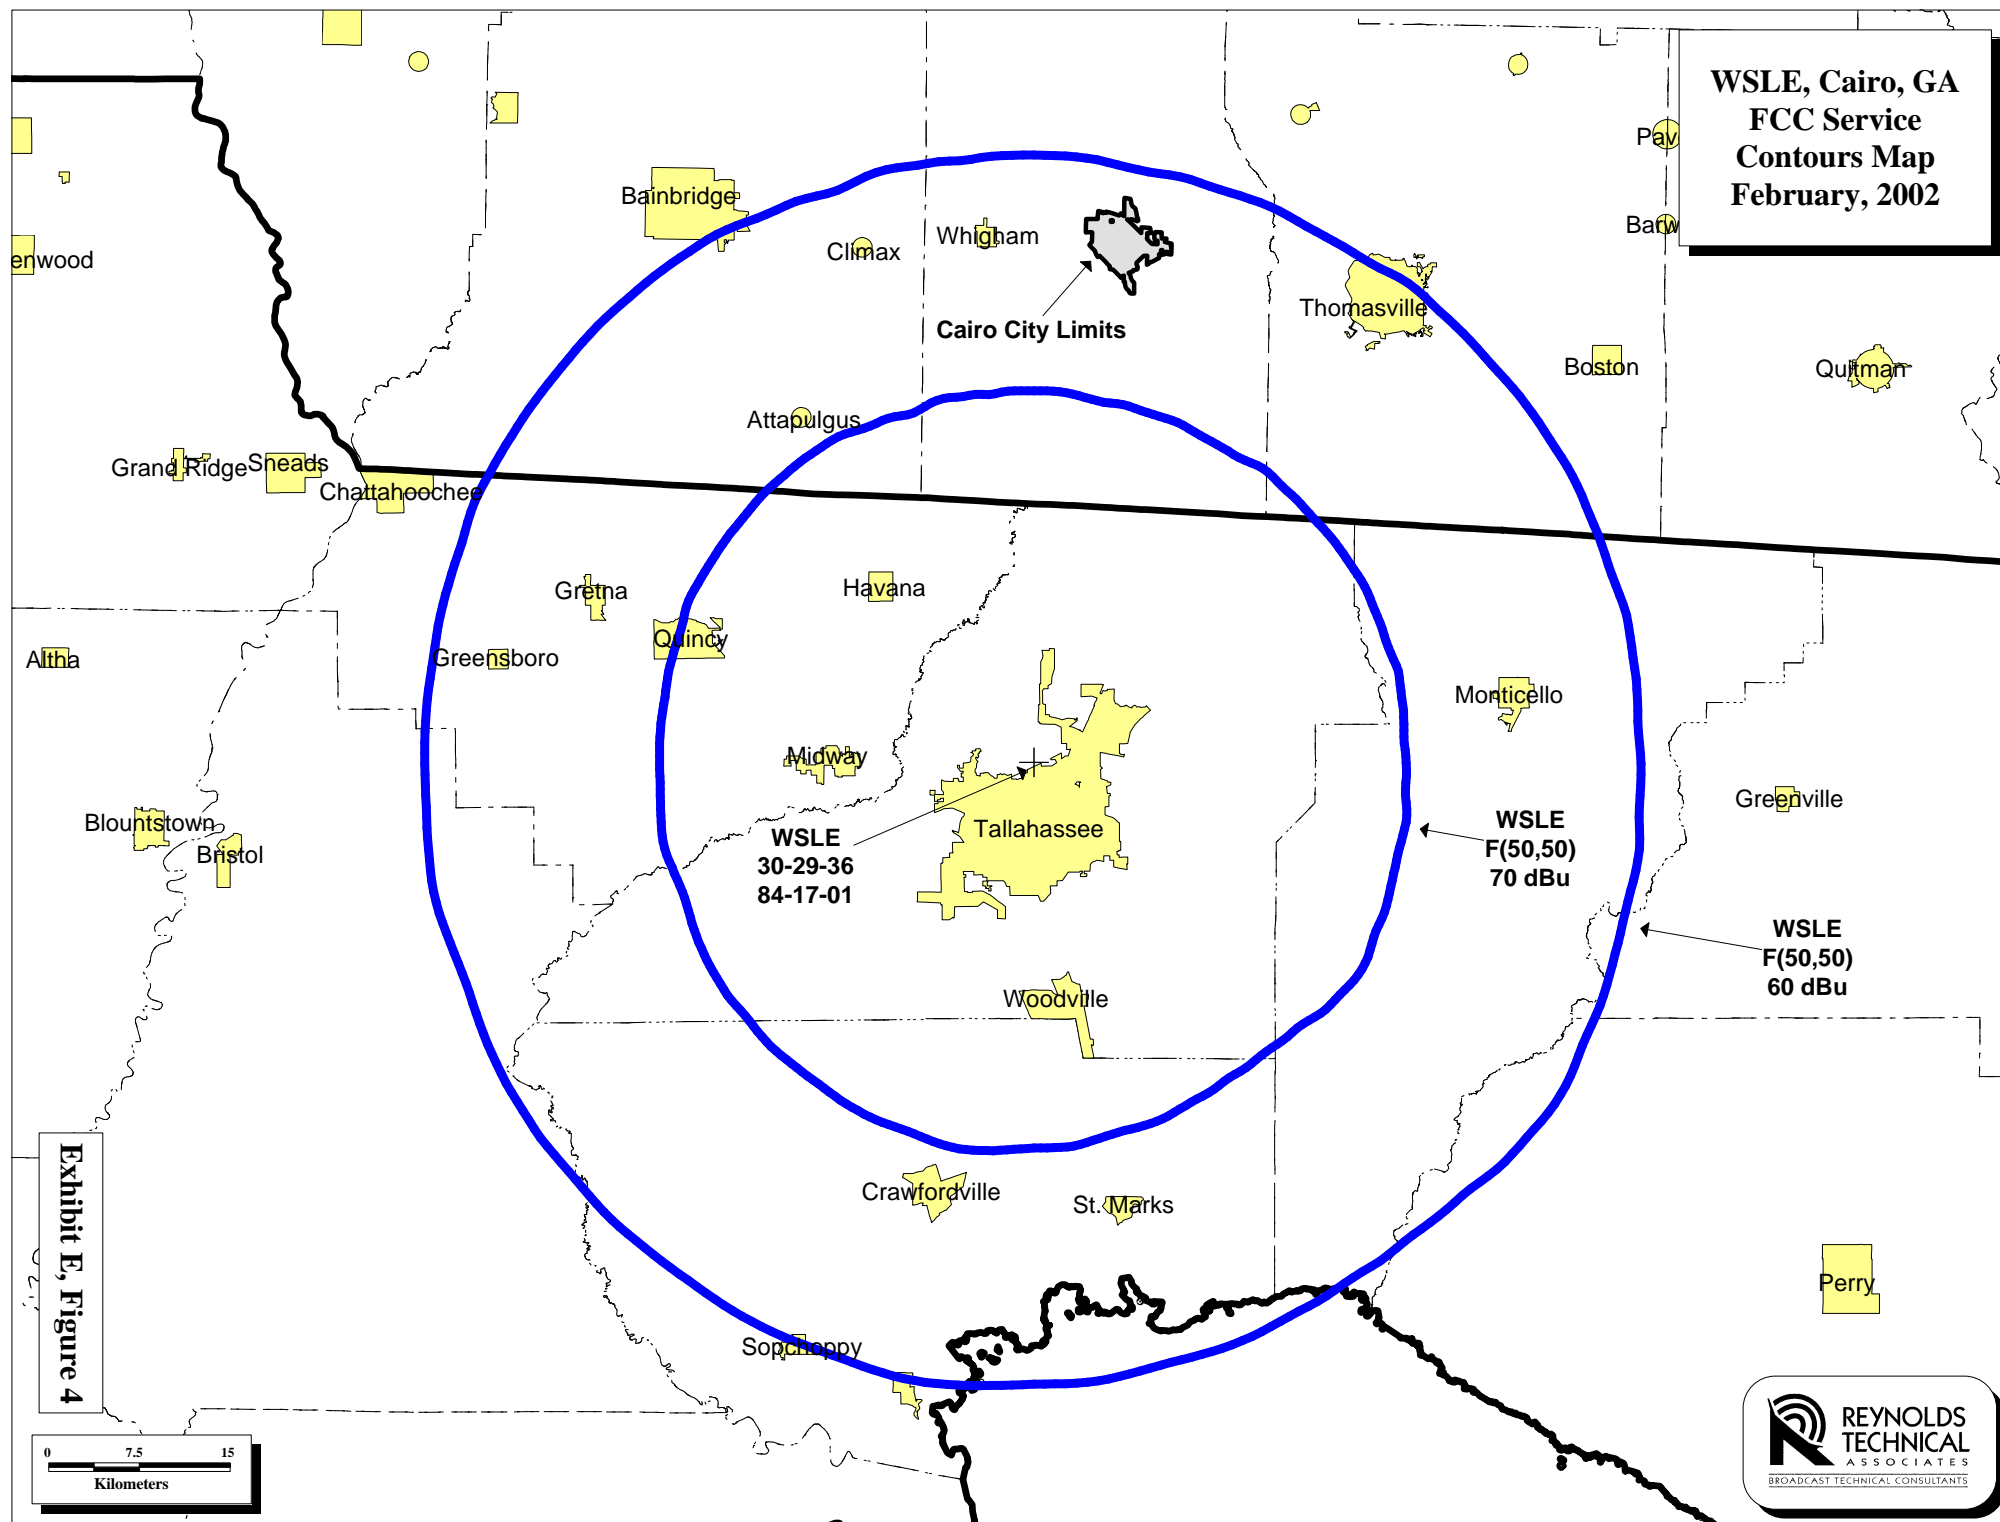 WSLE, Cairo, GA
FCC Service
Contours Map
February, 2002
Pav
Bainbridge
Barw
Whigham
Climax
enwood
Thomasville
Cairo City Limits
Boston
Quitman
Attapulgus
Grand Ridge
Sneads
Chattahoochee
Gretna
Havana
Quincy
Greensboro
Altha
Monticello
Midway
Greenville
Blountstown
Bristol
Tallahassee
WSLE
30-29-36
84-17-01
WSLE
F(50,50)
70 dBu
WSLE
F(50,50)
60 dBu
Woodville
Crawfordville
St. Marks
Perry
Sopchoppy
Exhibit E, Figure 4
0 7.5 15
Kilometers
REYNOLDS
TECHNICAL
ASSOCIATES
BROADCAST TECHNICAL CONSULTANTS